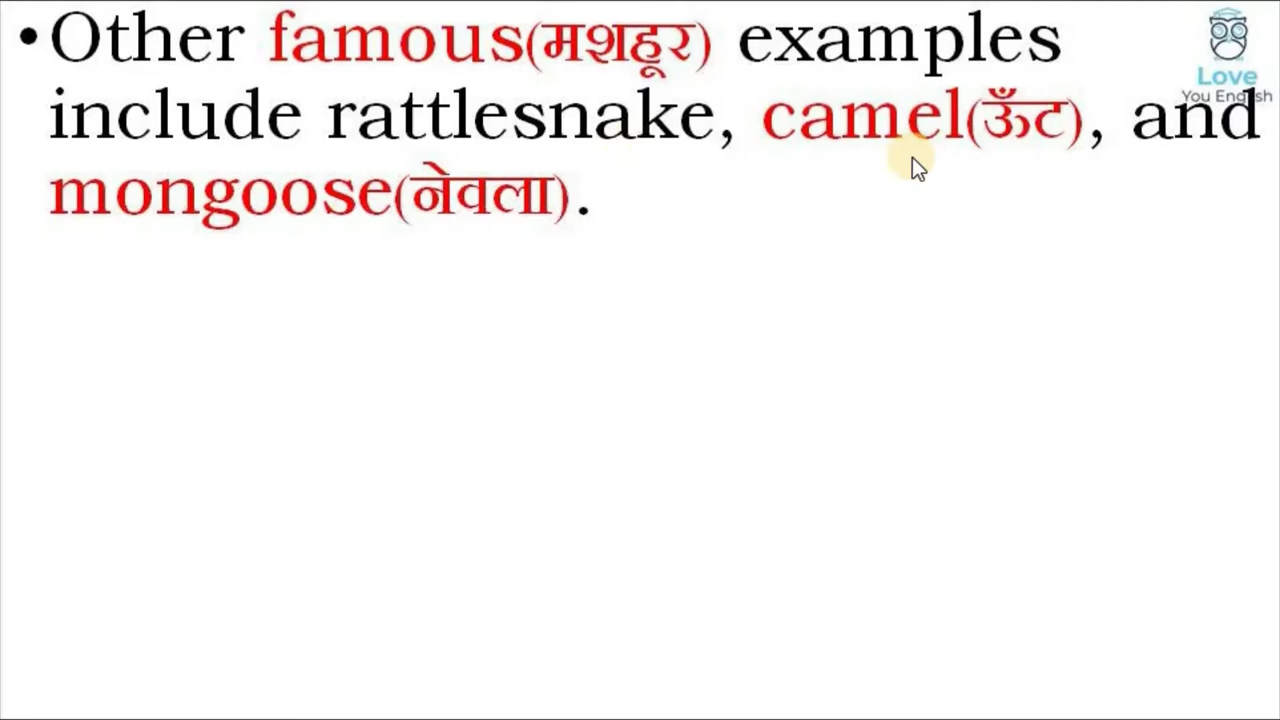 •Other famous(मशहूर) examples
include rattlesnake, camel(ऊँट), and
mongoose(नेवला).
Love
You English